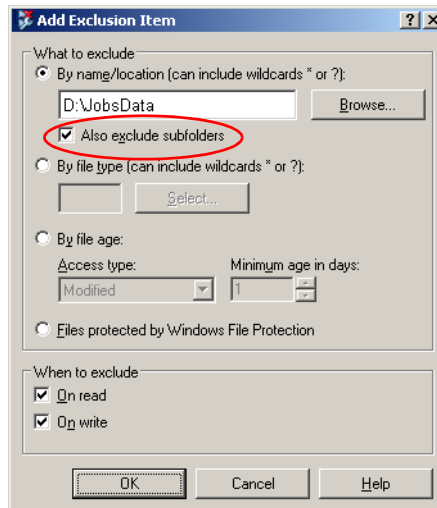 Add Exclusion Item
What to exclude
By name/location (can include wildcards * or ?):
D:\JobsData
Browse...
Also exclude subfolders
By file type (can include wildcards * or ?):
Select...
By file age:
Access type: Minimum age in days:
Modified 1
Files protected by Windows File Protection
When to exclude
On read
On write
OK Cancel Help